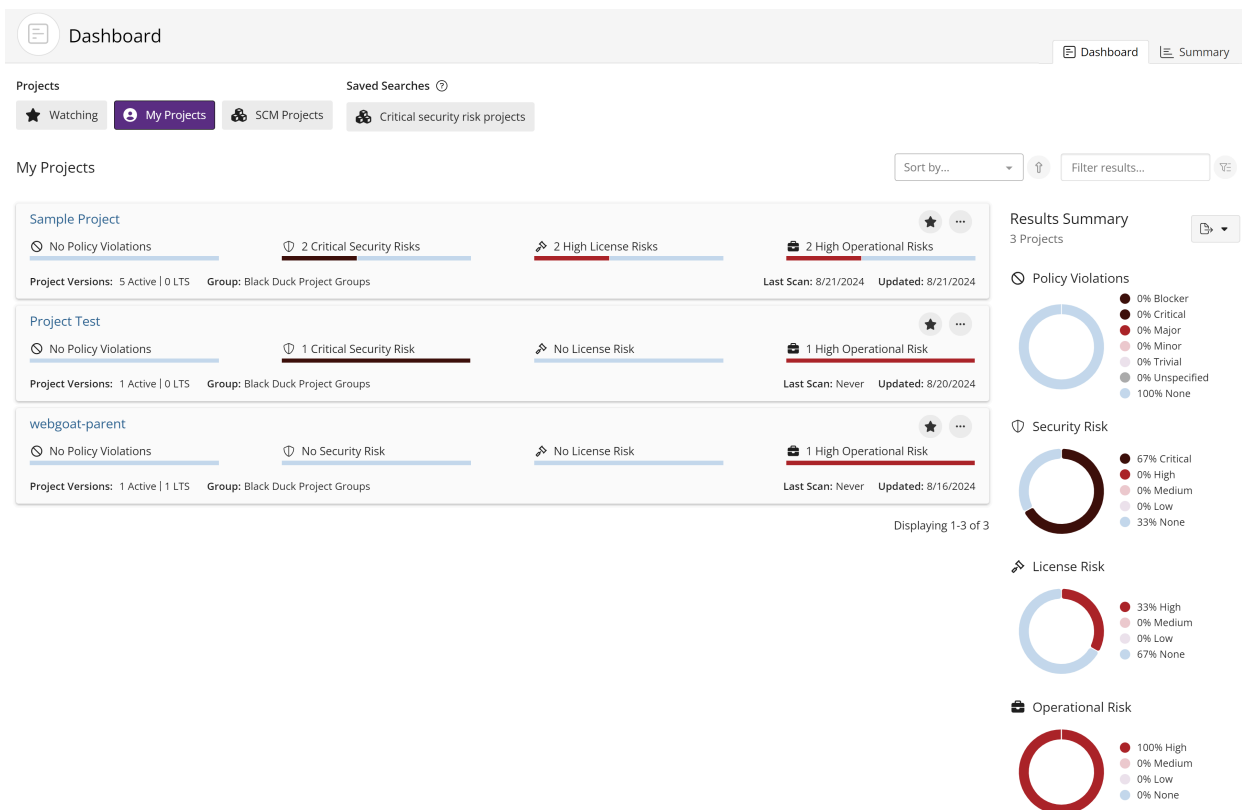 Dashboard
Dashboard
Summary
Projects
Saved Searches
Watching
My Projects
SCM Projects
Critical security risk projects
My Projects
Sort by...
Filter results...
Sample Project
No Policy Violations
2 Critical Security Risks
2 High License Risks
2 High Operational Risks
Project Versions: 5 Active | 0 LTS Group: Black Duck Project Groups
Last Scan: 8/21/2024 Updated: 8/21/2024
Project Test
No Policy Violations
1 Critical Security Risk
No License Risk
1 High Operational Risk
Project Versions: 1 Active | 0 LTS Group: Black Duck Project Groups
Last Scan: Never Updated: 8/20/2024
webgoat-parent
No Policy Violations
No Security Risk
No License Risk
1 High Operational Risk
Project Versions: 1 Active | 1 LTS Group: Black Duck Project Groups
Last Scan: Never Updated: 8/16/2024
Displaying 1-3 of 3
Results Summary
3 Projects
Policy Violations
0% Blocker
0% Critical
0% Major
0% Minor
0% Trivial
0% Unspecified
100% None
Security Risk
67% Critical
0% High
0% Medium
0% Low
33% None
License Risk
33% High
0% Medium
0% Low
67% None
Operational Risk
100% High
0% Medium
0% Low
0% None